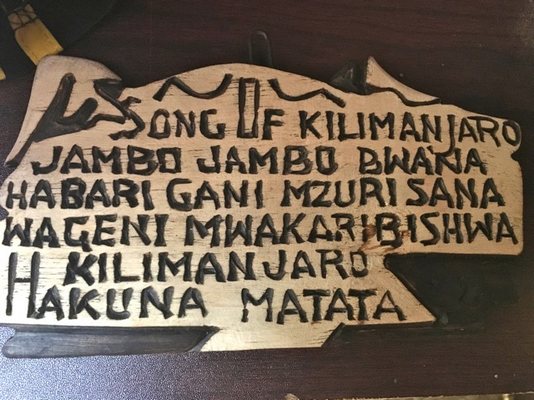 SONG OF KILIMANJARO
JAMBO JAMBO BWANA
HABARI GANI MZURI SANA
WAGENI MWAKARIBISHWA
KILIMANJARO
HAKUNA MATATA